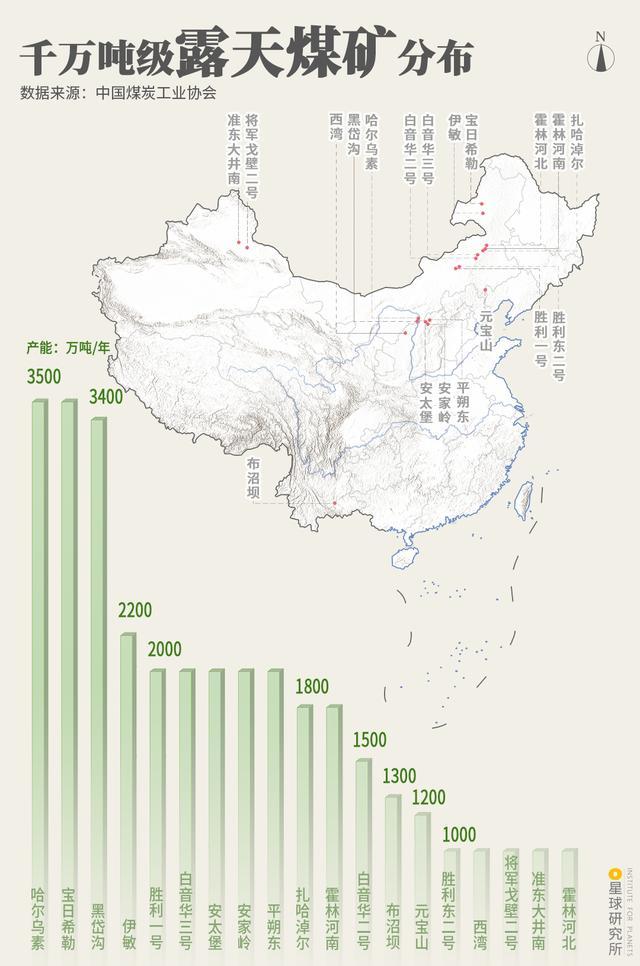 千万吨级露天煤矿分布
数据来源：中国煤炭工业协会
N
准东大井南
将军戈壁二号
西湾
黑岱沟
哈尔乌素
白音华二号
白音华三号
伊敏
宝日希勒
霍林河北
霍林河南
扎哈淖尔
元宝山
胜利一号
胜利东二号
安太堡
安家岭
平朔东
布沼坝
产能：万吨/年
3500
3400
2200
2000
1800
1500
1300
1200
1000
哈尔乌素
宝日希勒
黑岱沟
伊敏
胜利一号
白音华三号
安太堡
安家岭
平朔东
扎哈淖尔
霍林河南
白音华二号
布沼坝
元宝山
胜利东二号
西湾
将军戈壁二号
准东大井南
霍林河北
星球研究所
INSTITUTE FOR PLANETS